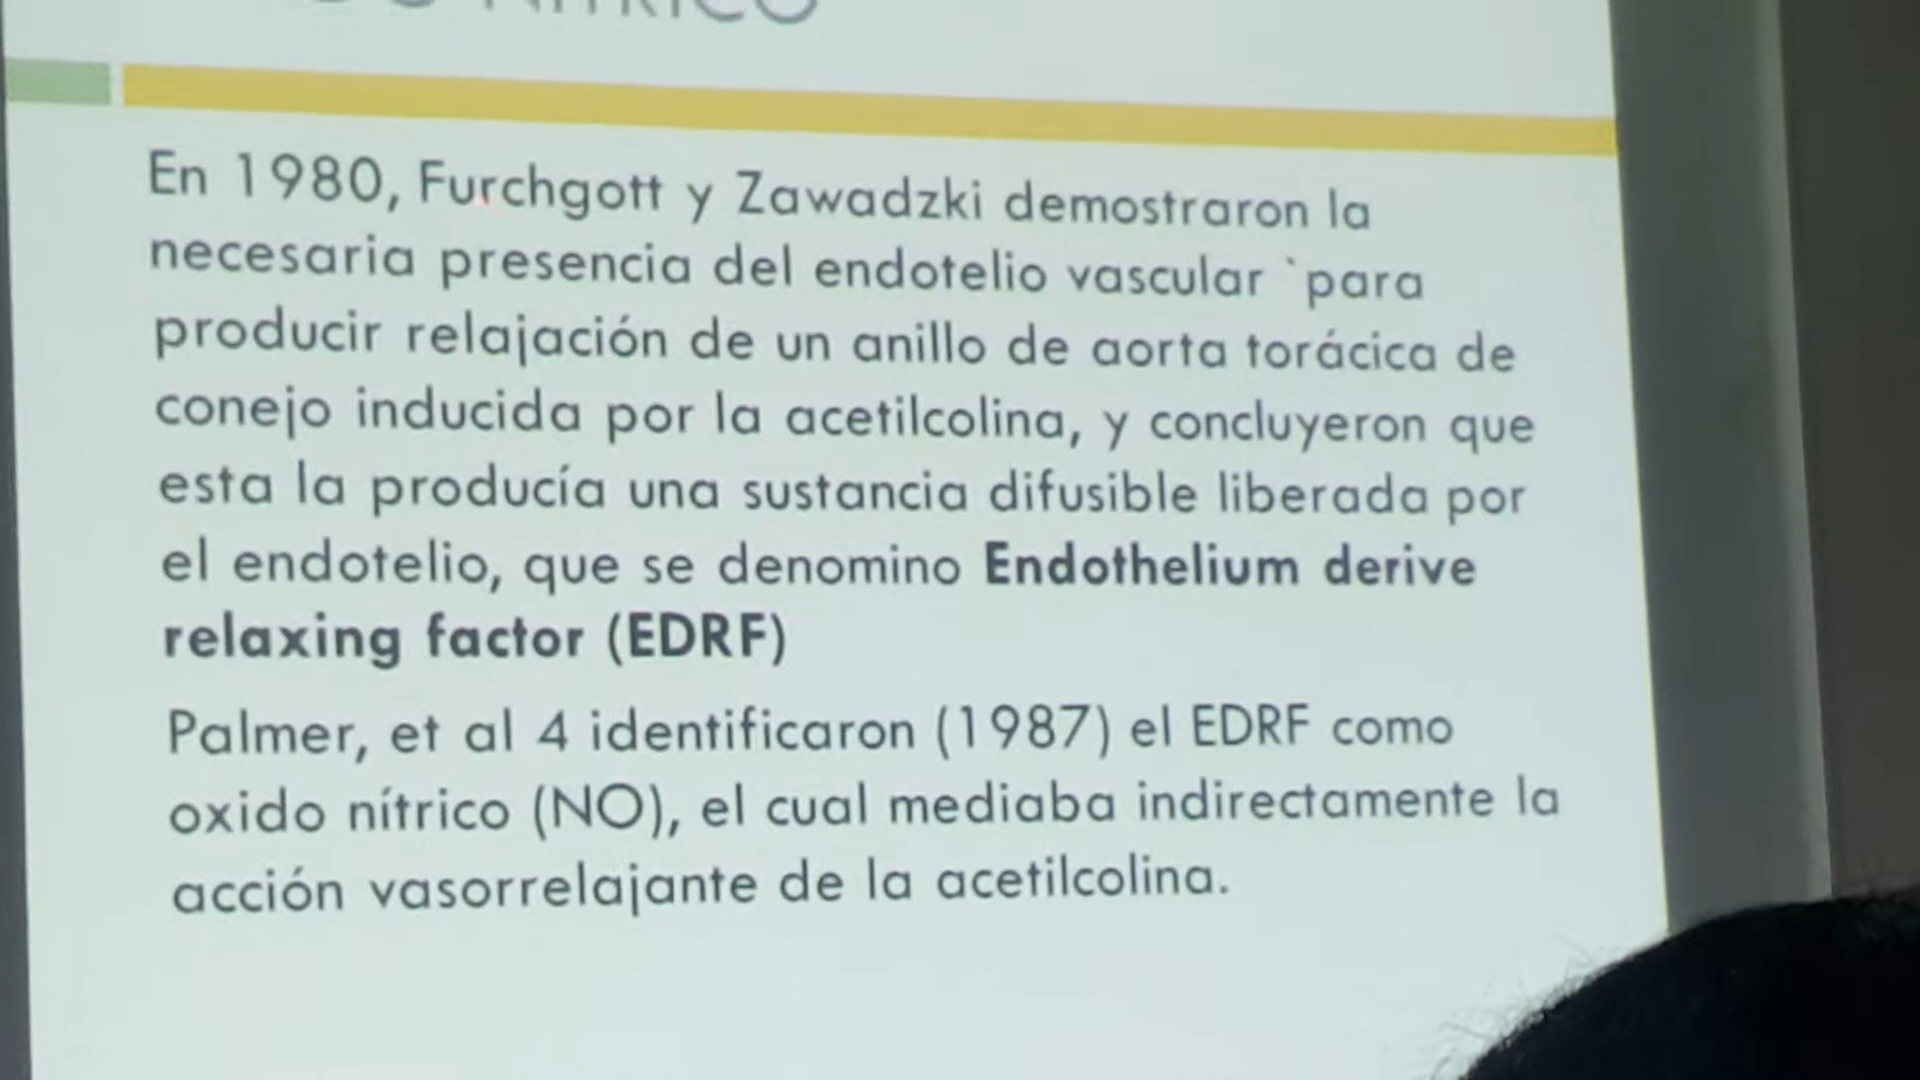 NÍTRICO
En 1980, Furchgott y Zawadzki demostraron la
necesaria presencia del endotelio vascular `para
producir relajación de un anillo de aorta torácica de
conejo inducida por la acetilcolina, y concluyeron que
esta la producía una sustancia difusible liberada por
el endotelio, que se denomino Endothelium derive
relaxing factor (EDRF)
Palmer, et al 4 identificaron (1987) el EDRF como
oxido nítrico (NO), el cual mediaba indirectamente la
acción vasorrelajante de la acetilcolina.